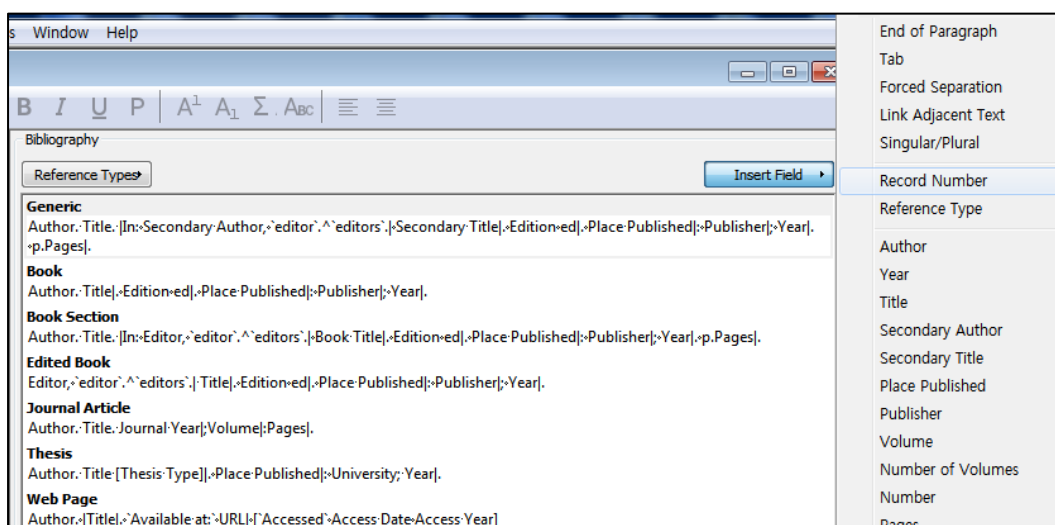 s Window Help
B I U P A1 A1 Σ . ABC
Bibliography
Reference Types
Insert Field
Generic
Author.·Title.·|In:⬦Secondary·Author,⬦`editor`.^`editors`.|⬦Secondary·Title|.⬦Edition⬦ed|.⬦Place·Published|:⬦Publisher|;⬦Year|.
⬦p.Pages|.
Book
Author.·Title|.⬦Edition⬦ed|.⬦Place·Published|:⬦Publisher|;⬦Year|.
Book Section
Author.·Title.·|In:⬦Editor,⬦`editor`.^`editors`.|⬦Book·Title|.⬦Edition⬦ed|.⬦Place·Published|:⬦Publisher|;⬦Year|.⬦p.Pages|.
Edited Book
Editor,⬦`editor`.^`editors`.|·Title|.⬦Edition⬦ed|.⬦Place·Published|:⬦Publisher|;⬦Year|.
Journal Article
Author.·Title.·Journal·Year|;Volume|:Pages|.
Thesis
Author.·Title·[Thesis·Type]|.⬦Place·Published|:⬦University;·Year|.
Web Page
Author.⬦|Title|.⬦`Available·at:`⬦URL|⬦[`Accessed`⬦Access·Date⬦Access·Year]
End of Paragraph
Tab
Forced Separation
Link Adjacent Text
Singular/Plural
Record Number
Reference Type
Author
Year
Title
Secondary Author
Secondary Title
Place Published
Publisher
Volume
Number of Volumes
Number
Pages